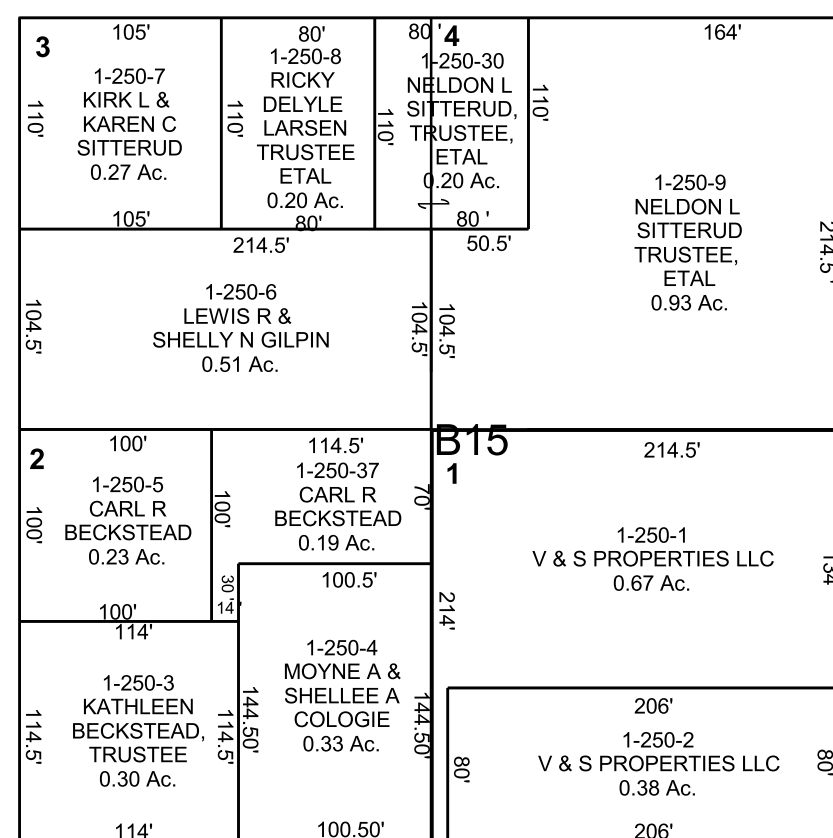 3
105'
1-250-7
KIRK L &
KAREN C
SITTERUD
0.27 Ac.
110'
105'
80'
1-250-8
RICKY
DELYLE
LARSEN
TRUSTEE
ETAL
0.20 Ac.
110'
80'
80 '
4
1-250-30
NELDON L
SITTERUD,
TRUSTEE,
ETAL
0.20 Ac.
110'
110'
80 '
50.5'
164'
1-250-9
NELDON L
SITTERUD
TRUSTEE,
ETAL
0.93 Ac.
214.5'
214.5'
1-250-6
LEWIS R &
SHELLY N GILPIN
0.51 Ac.
104.5'
104.5'
104.5'
B15
2
100'
1-250-5
CARL R
BECKSTEAD
0.23 Ac.
100'
100'
100'
114.5'
1-250-37
CARL R
BECKSTEAD
0.19 Ac.
70'
30 '
14 '
100.5'
1
214.5'
1-250-1
V & S PROPERTIES LLC
0.67 Ac.
134
214'
114'
1-250-3
KATHLEEN
BECKSTEAD,
TRUSTEE
0.30 Ac.
114.5'
114.5'
114'
1-250-4
MOYNE A &
SHELLEE A
COLOGIE
0.33 Ac.
144.50'
144.50'
100.50'
206'
1-250-2
V & S PROPERTIES LLC
0.38 Ac.
80'
80'
206'